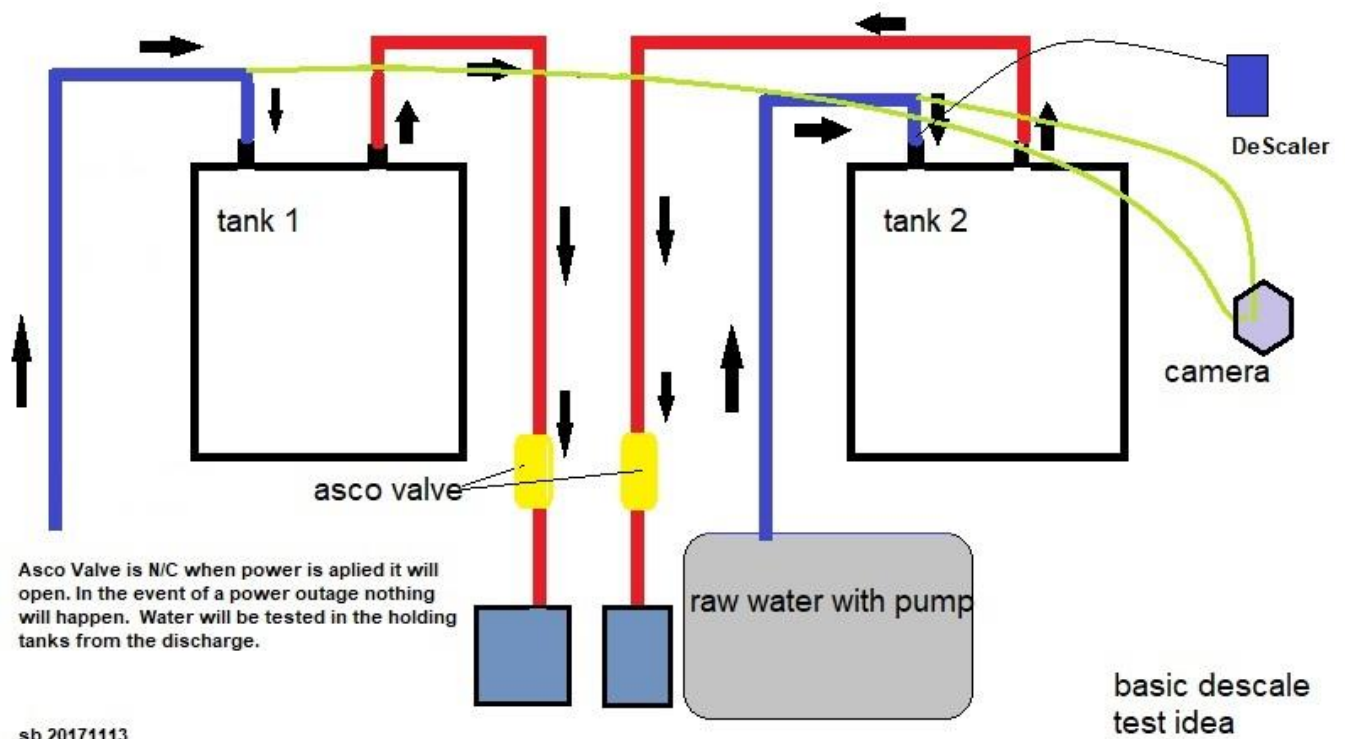 DeScaler
tank 1
tank 2
camera
asco valve
Asco Valve is N/C when power is aplied it will
open. In the event of a power outage nothing
will happen.  Water will be tested in the holding
tanks from the discharge.
raw water with pump
basic descale
test idea
sb 20171113